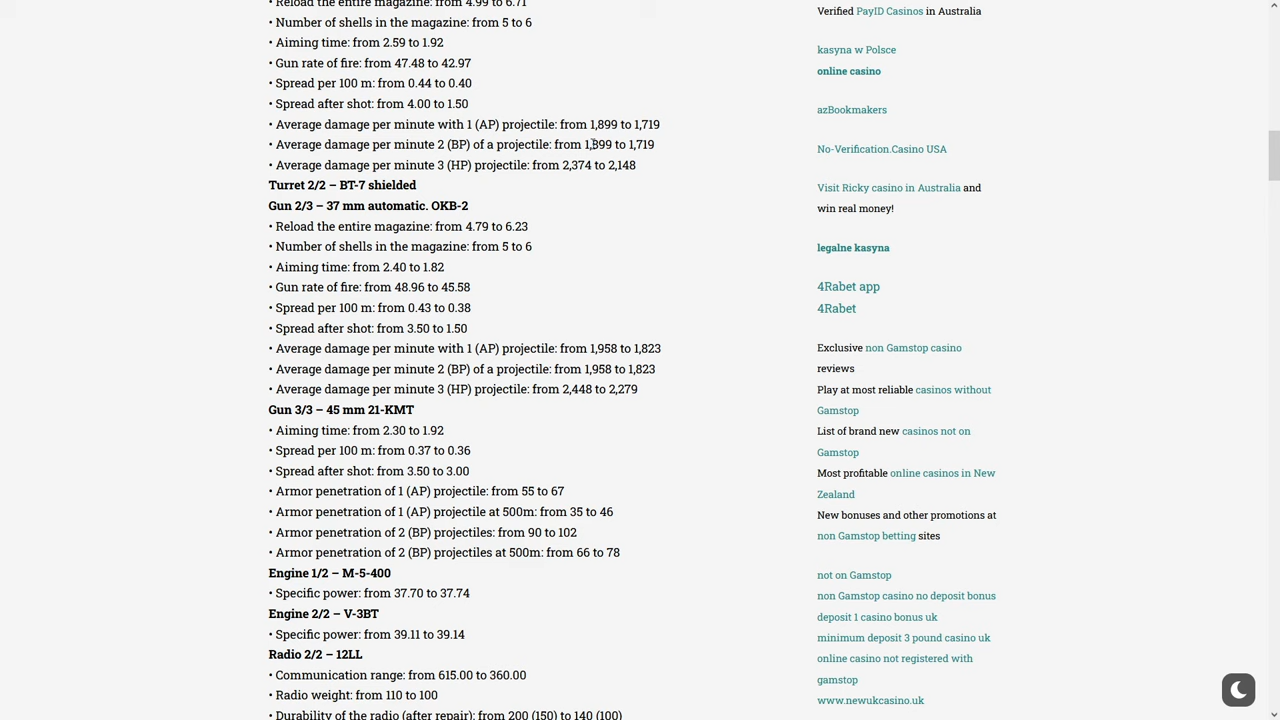 • Reload the entire magazine: from 4.99 to 6.71
• Number of shells in the magazine: from 5 to 6
• Aiming time: from 2.59 to 1.92
• Gun rate of fire: from 47.48 to 42.97
• Spread per 100 m: from 0.44 to 0.40
• Spread after shot: from 4.00 to 1.50
• Average damage per minute with 1 (AP) projectile: from 1,899 to 1,719
• Average damage per minute 2 (BP) of a projectile: from 1,899 to 1,719
• Average damage per minute 3 (HP) projectile: from 2,374 to 2,148
Turret 2/2 – BT-7 shielded
Gun 2/3 – 37 mm automatic. OKB-2
• Reload the entire magazine: from 4.79 to 6.23
• Number of shells in the magazine: from 5 to 6
• Aiming time: from 2.40 to 1.82
• Gun rate of fire: from 48.96 to 45.58
• Spread per 100 m: from 0.43 to 0.38
• Spread after shot: from 3.50 to 1.50
• Average damage per minute with 1 (AP) projectile: from 1,958 to 1,823
• Average damage per minute 2 (BP) of a projectile: from 1,958 to 1,823
• Average damage per minute 3 (HP) projectile: from 2,448 to 2,279
Gun 3/3 – 45 mm 21-KMT
• Aiming time: from 2.30 to 1.92
• Spread per 100 m: from 0.37 to 0.36
• Spread after shot: from 3.50 to 3.00
• Armor penetration of 1 (AP) projectile: from 55 to 67
• Armor penetration of 1 (AP) projectile at 500m: from 35 to 46
• Armor penetration of 2 (BP) projectiles: from 90 to 102
• Armor penetration of 2 (BP) projectiles at 500m: from 66 to 78
Engine 1/2 – M-5-400
• Specific power: from 37.70 to 37.74
Engine 2/2 – V-3BT
• Specific power: from 39.11 to 39.14
Radio 2/2 – 12LL
• Communication range: from 615.00 to 360.00
• Radio weight: from 110 to 100
• Durability of the radio (after repair): from 200 (150) to 140 (100)
Verified PayID Casinos in Australia
kasyna w Polsce
online casino
azBookmakers
No-Verification.Casino USA
Visit Ricky casino in Australia and
win real money!
legalne kasyna
4Rabet app
4Rabet
Exclusive non Gamstop casino
reviews
Play at most reliable casinos without
Gamstop
List of brand new casinos not on
Gamstop
Most profitable online casinos in New
Zealand
New bonuses and other promotions at
non Gamstop betting sites
not on Gamstop
non Gamstop casino no deposit bonus
deposit 1 casino bonus uk
minimum deposit 3 pound casino uk
online casino not registered with
gamstop
www.newukcasino.uk